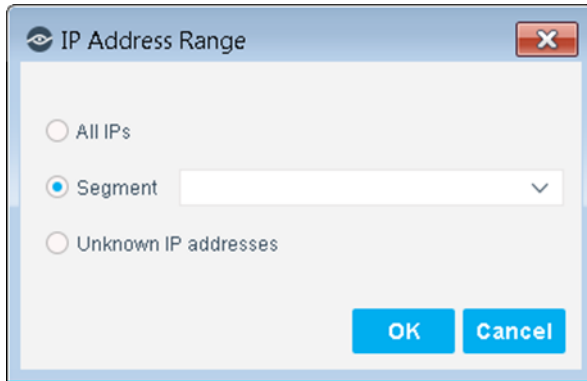 IP Address Range
All IPs
Segment
Unknown IP addresses
OK Cancel